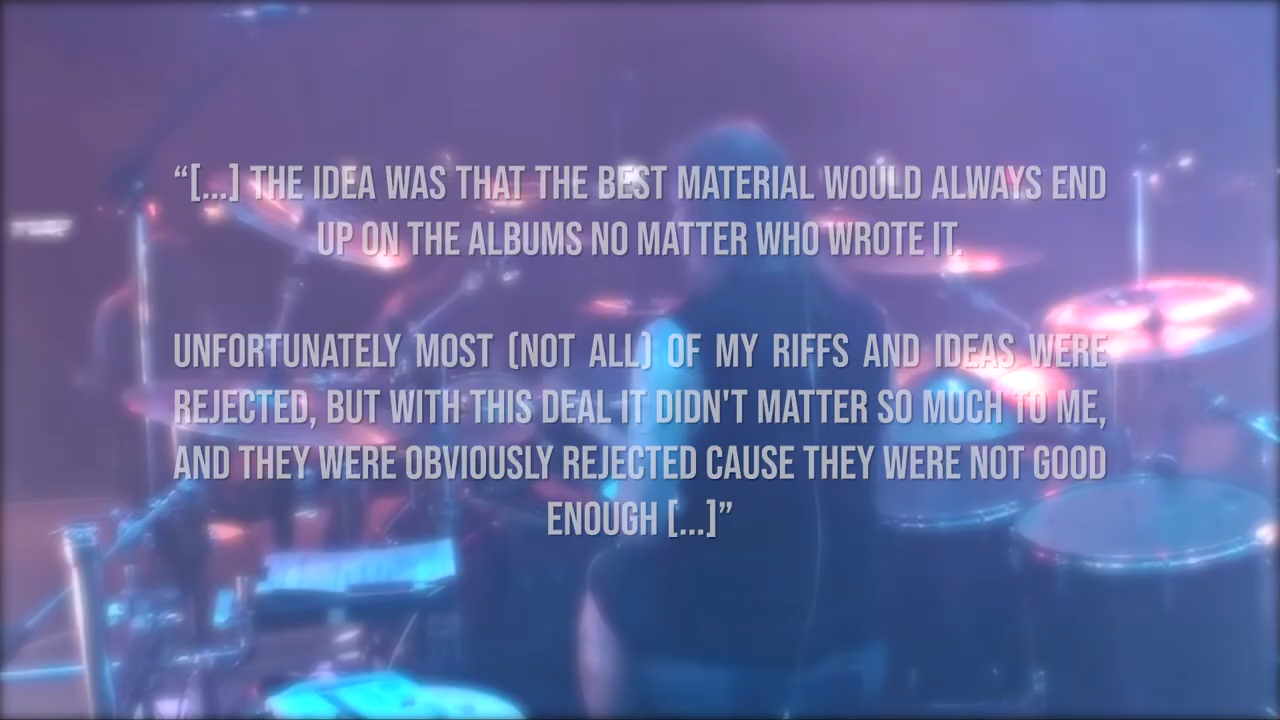 “[...] THE IDEA WAS THAT THE BEST MATERIAL WOULD ALWAYS END
UP ON THE ALBUMS NO MATTER WHO WROTE IT.
UNFORTUNATELY MOST (NOT ALL) OF MY RIFFS AND IDEAS WERE
REJECTED, BUT WITH THIS DEAL IT DIDN'T MATTER SO MUCH TO ME,
AND THEY WERE OBVIOUSLY REJECTED CAUSE THEY WERE NOT GOOD
ENOUGH [...]”